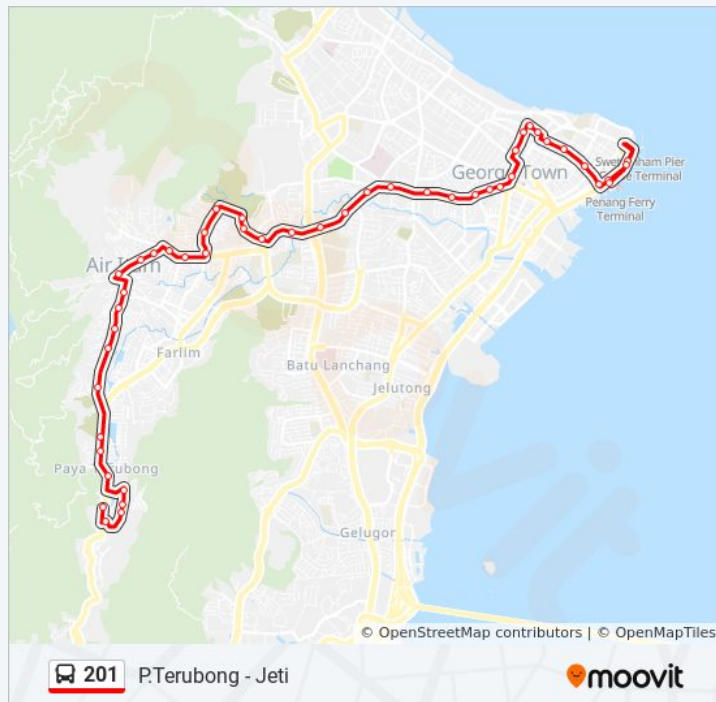 George Town
Swettenham Pier
Cruise Terminal
Penang Ferry
Terminal
Air Itam
Farlim
Batu Lanchang
Jelutong
Paya Terubong
Gelugor
© OpenStreetMap contributors | © OpenMapTiles
201 P.Terubong - Jeti
moovit